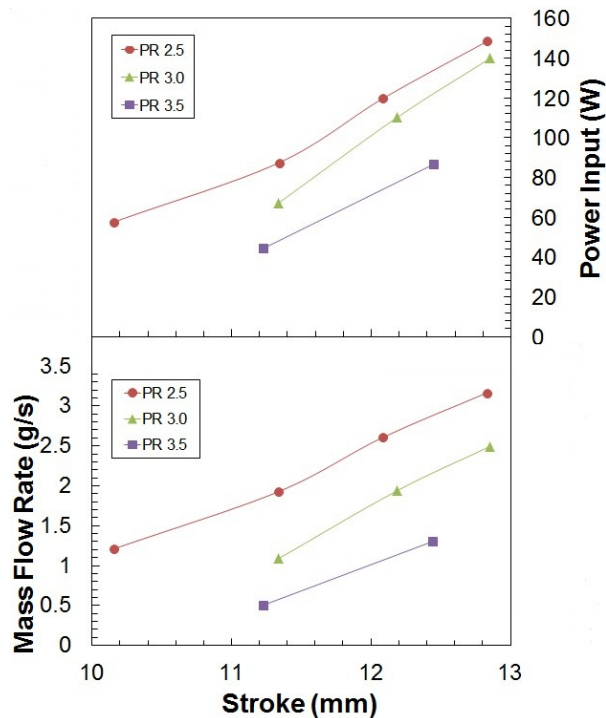 PR 2.5
PR 3.0
PR 3.5
160
140
120
100
80
60
40
20
0
Power Input (W)
3.5
3
2.5
2
1.5
1
0.5
0
Mass Flow Rate (g/s)
PR 2.5
PR 3.0
PR 3.5
10 11 12 13
Stroke (mm)